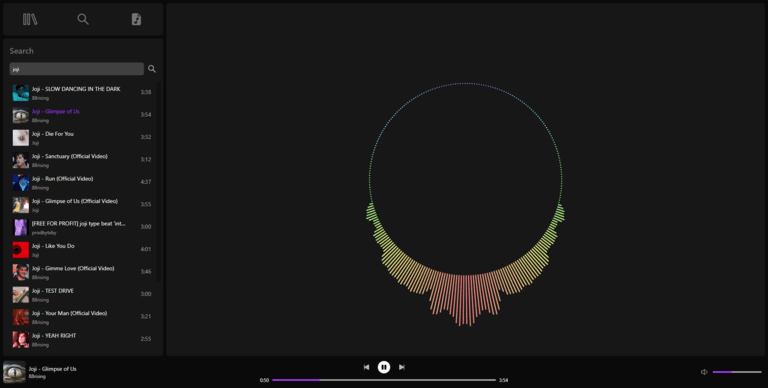 Search
joji
Joji - SLOW DANCING IN THE DARK
88rising
3:38
Joji - Glimpse of Us
88rising
3:54
Joji - Die For You
Joji
3:32
Joji - Sanctuary (Official Video)
88rising
3:12
Joji - Run (Official Video)
88rising
4:37
Joji - Glimpse of Us (Official Video)
Joji
3:55
[FREE FOR PROFIT] joji type beat 'int...
3:00
Joji - Like You Do
Joji
4:01
Joji - Gimme Love (Official Video)
88rising
3:46
Joji - TEST DRIVE
88rising
3:00
Joji - Your Man (Official Video)
88rising
3:21
Joji - YEAH RIGHT
88rising
2:55
Joji - Glimpse of Us
88rising
0:50
3:54